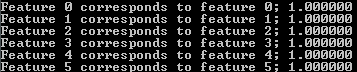 Feature 0 corresponds to feature 0; 1.000000
Feature 1 corresponds to feature 1; 1.000000
Feature 2 corresponds to feature 2; 1.000000
Feature 3 corresponds to feature 3; 1.000000
Feature 4 corresponds to feature 4; 1.000000
Feature 5 corresponds to feature 5; 1.000000